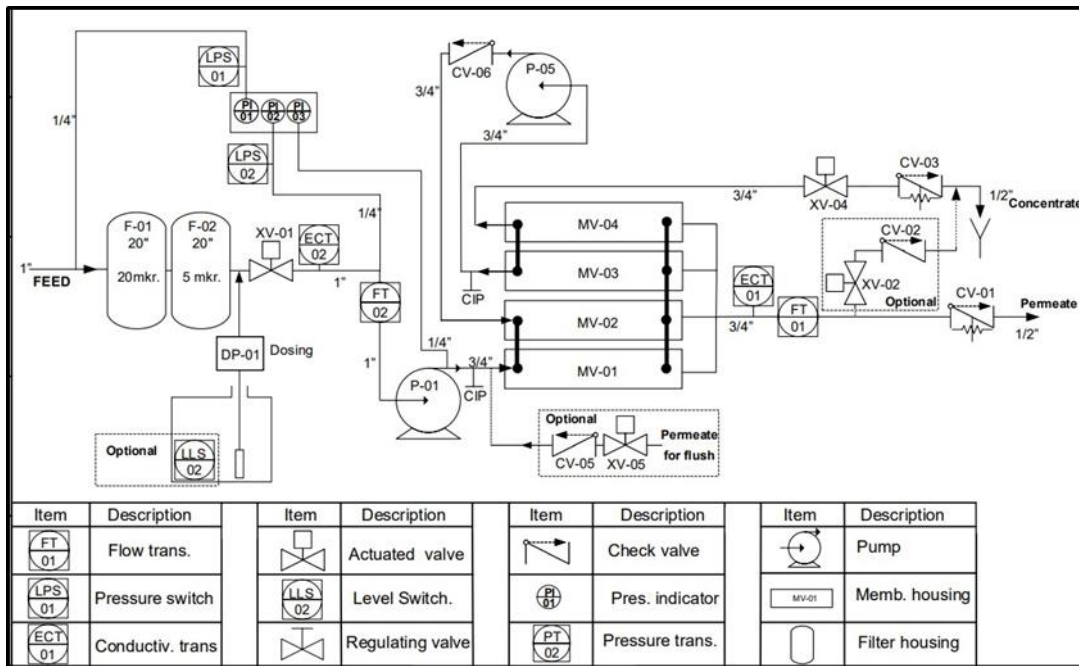 LPS
01
CV-06
P-05
PI
01
PI
02
PI
03
3/4"
1/4"
LPS
02
3/4"
CV-03
1/4"
3/4"
XV-04
1/2"
Concentrate
F-01
20"
20mkr.
F-02
20"
5 mkr.
XV-01
ECT
02
MV-04
CV-02
1"
FEED
1"
MV-03
XV-02
Optional
CIP
ECT
01
CV-01
FT
02
MV-02
3/4"
FT
01
Permeate
1/2"
DP-01
Dosing
1/4"
3/4"
1"
MV-01
P-01
CIP
Optional
Permeate
for flush
CV-05
XV-05
Optional
LLS
02
Item
Description
Item
Description
Item
Description
Item
Description
FT
01
Flow trans.
Actuated valve
Check valve
Pump
LPS
01
Pressure switch
LLS
02
Level Switch.
PI
01
Pres. indicator
MV-01
Memb. housing
ECT
01
Conductiv. trans
Regulating valve
PT
02
Pressure trans.
Filter housing